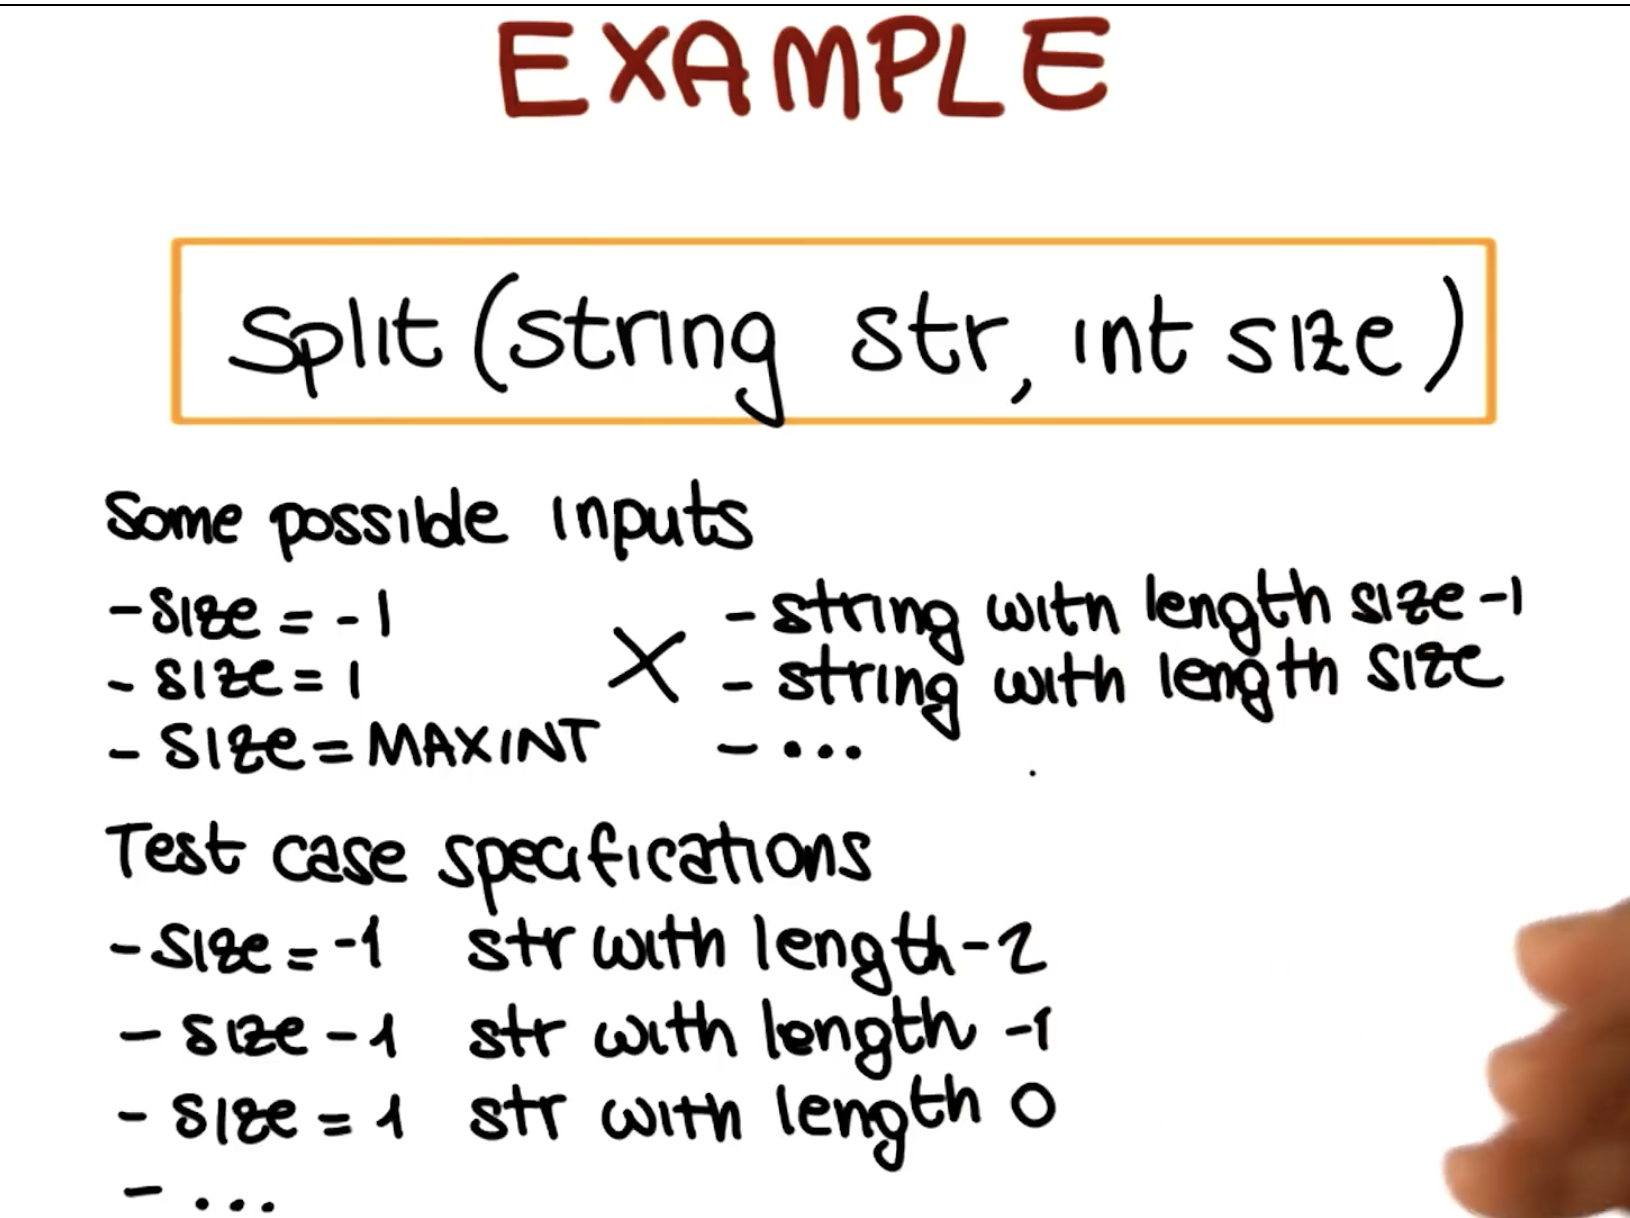 EXAMPLE
Split (string str, int size)
Some possible inputs
- size = -1
- size = 1
- size = MAXINT
X
- string with length size -1
- string with length size
- ...
Test case specifications
- size = -1 str with length -2
- size -1 str with length -1
- size = 1 str with length 0
- ...